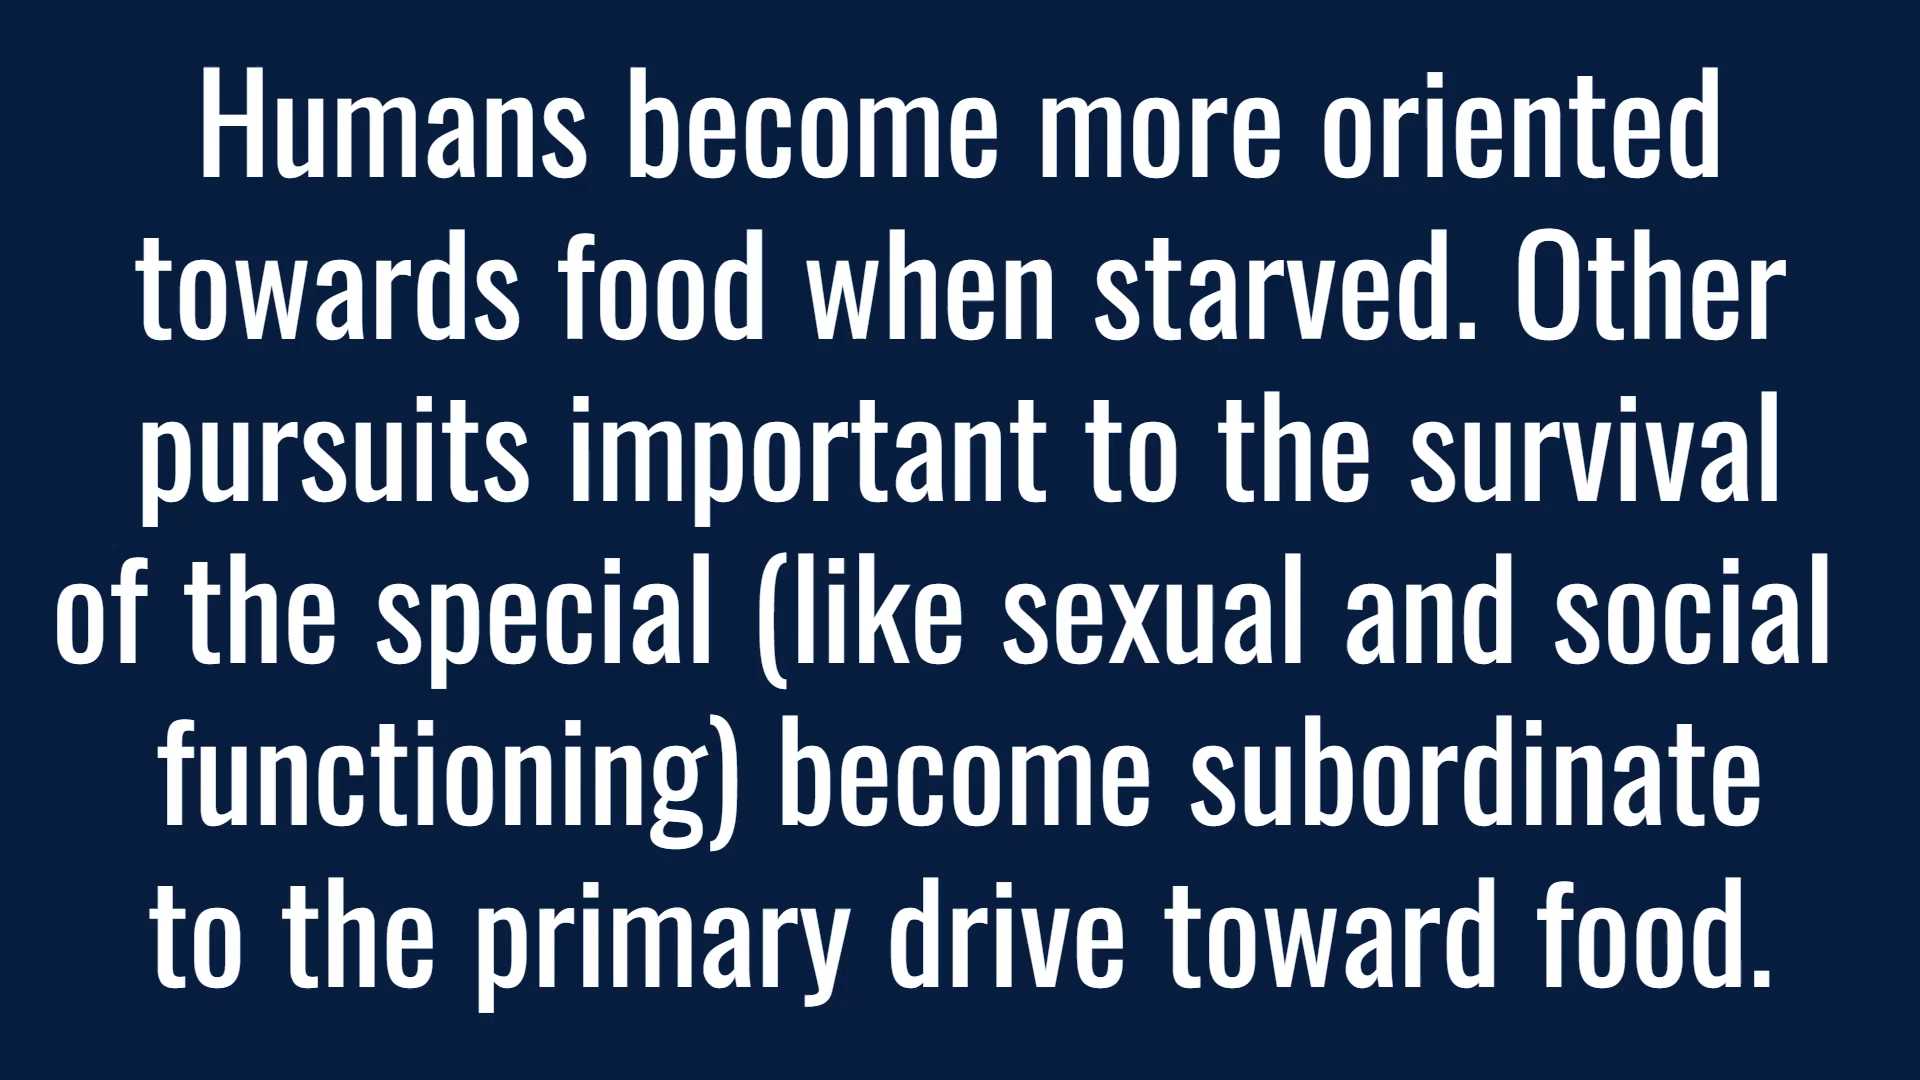 Humans become more oriented
towards food when starved. Other
pursuits important to the survival
of the special (like sexual and social
functioning) become subordinate
to the primary drive toward food.